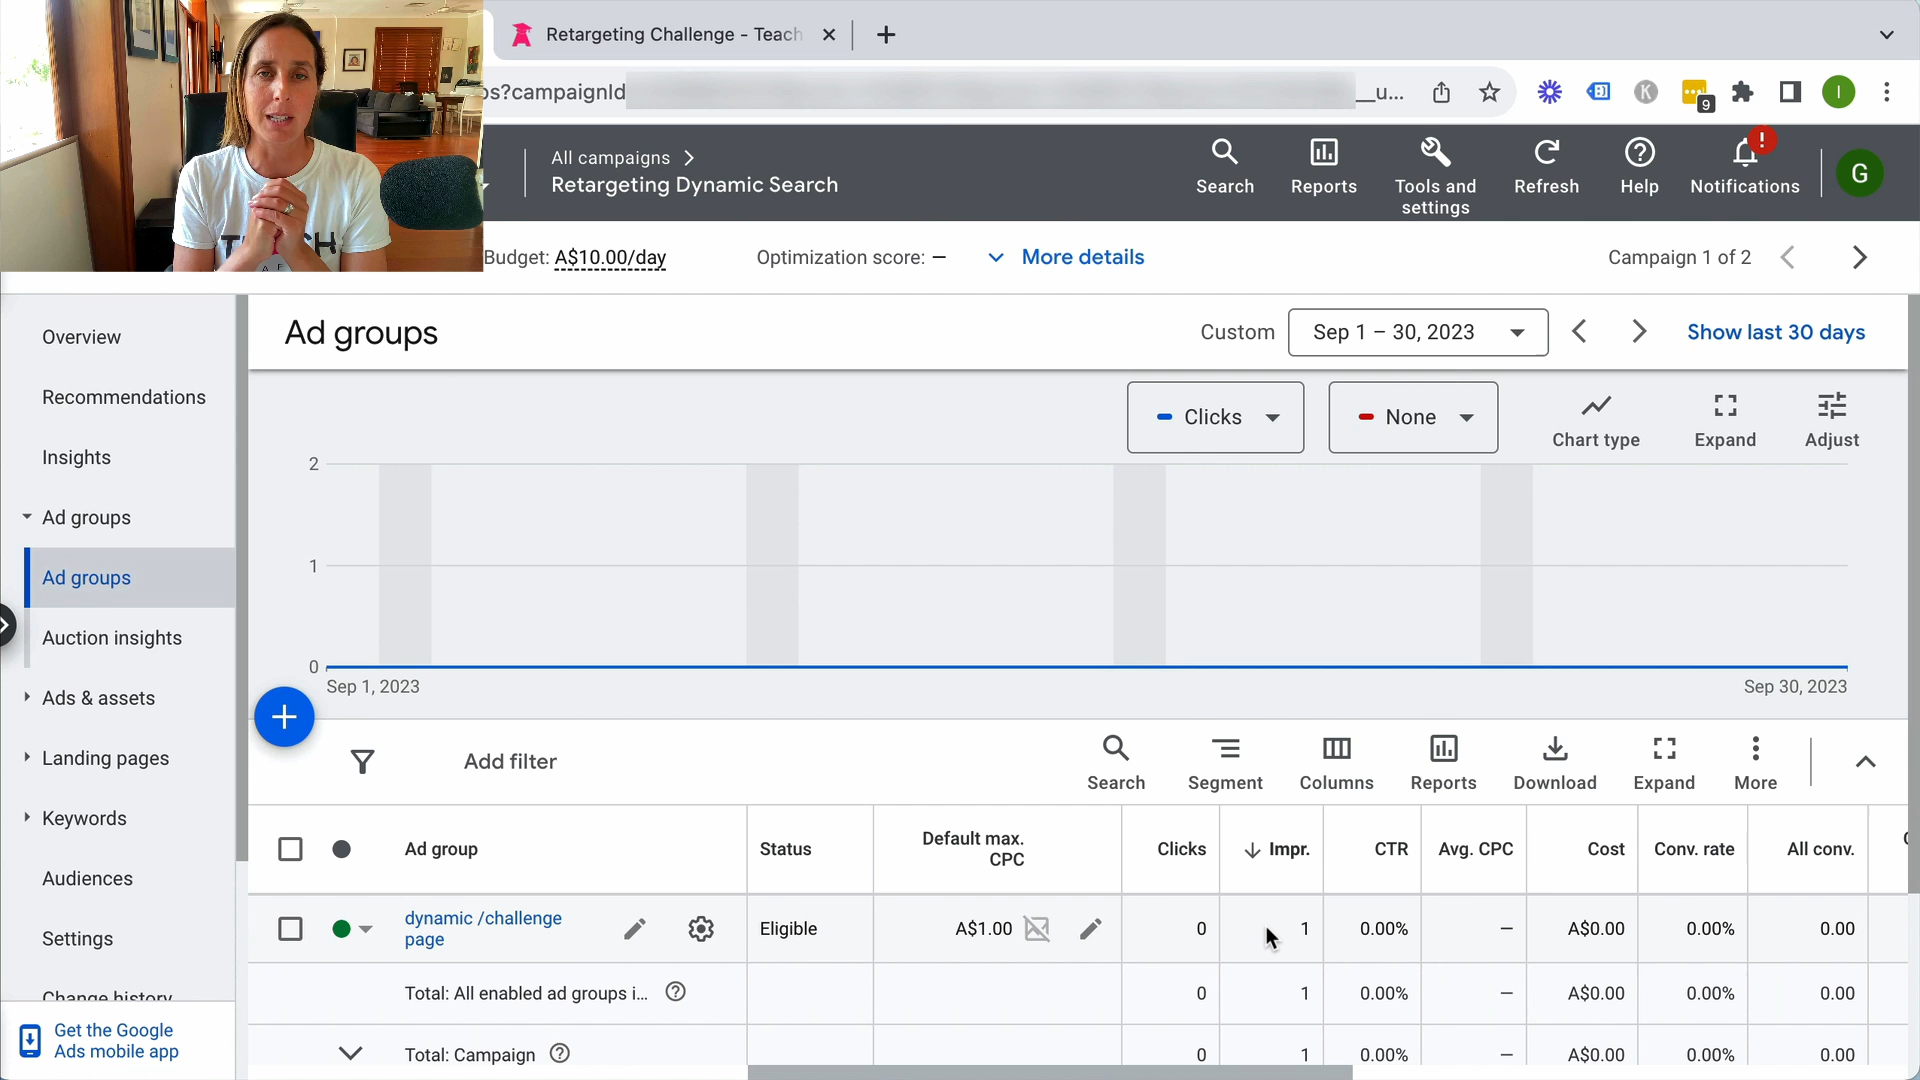 Retargeting Challenge - Teach
os?campaignId
__u...
K
9
I
All campaigns
Retargeting Dynamic Search
Search
Reports
Tools and
settings
Refresh
Help
!
Notifications
G
Budget: A$10.00/day
Optimization score: –
More details
Campaign 1 of 2
Overview
Recommendations
Insights
Ad groups
Ad groups
Auction insights
Ads & assets
Landing pages
Keywords
Audiences
Settings
Change history
Get the Google
Ads mobile app
Ad groups
Custom
Sep 1 – 30, 2023
Show last 30 days
Clicks
None
Chart type
Expand
Adjust
2
1
0
Sep 1, 2023
Sep 30, 2023
Add filter
Search
Segment
Columns
Reports
Download
Expand
More
Ad group
Status
Default max.
CPC
Clicks
Impr.
CTR
Avg. CPC
Cost
Conv. rate
All conv.
dynamic /challenge
page
Eligible
A$1.00
0
1
0.00%
–
A$0.00
0.00%
0.00
Total: All enabled ad groups i...
0
1
0.00%
–
A$0.00
0.00%
0.00
Total: Campaign
0
1
0.00%
–
A$0.00
0.00%
0.00